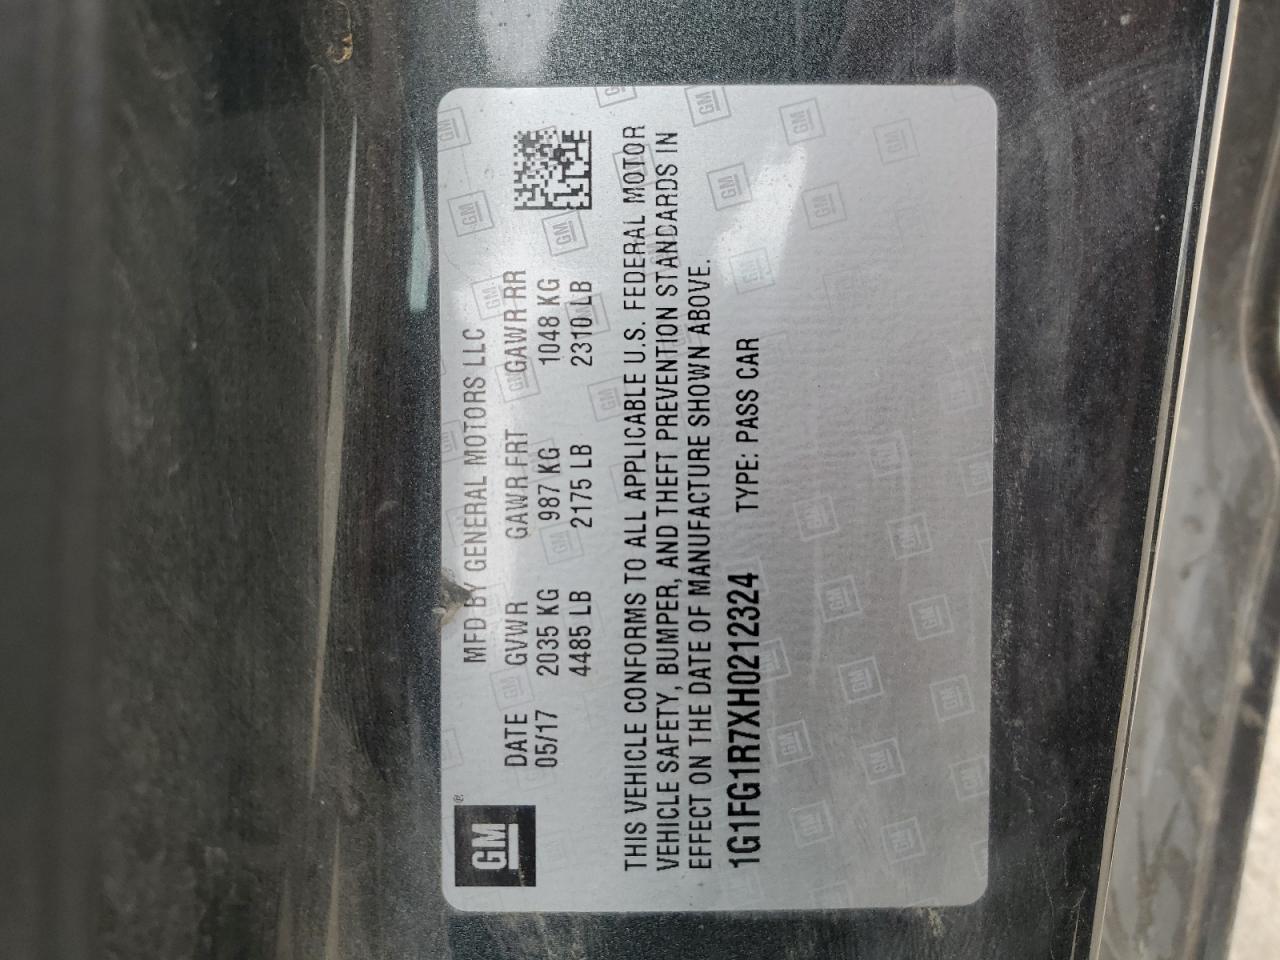 GM®
MFD BY GENERAL MOTORS LLC
DATE GVWR GAWR FRT GAWR RR
05/17 2035 KG 987 KG 1048 KG
4485 LB 2175 LB 2310 LB
THIS VEHICLE CONFORMS TO ALL APPLICABLE U.S. FEDERAL MOTOR
VEHICLE SAFETY, BUMPER, AND THEFT PREVENTION STANDARDS IN
EFFECT ON THE DATE OF MANUFACTURE SHOWN ABOVE.
1G1FG1R7XH0212324 TYPE: PASS CAR